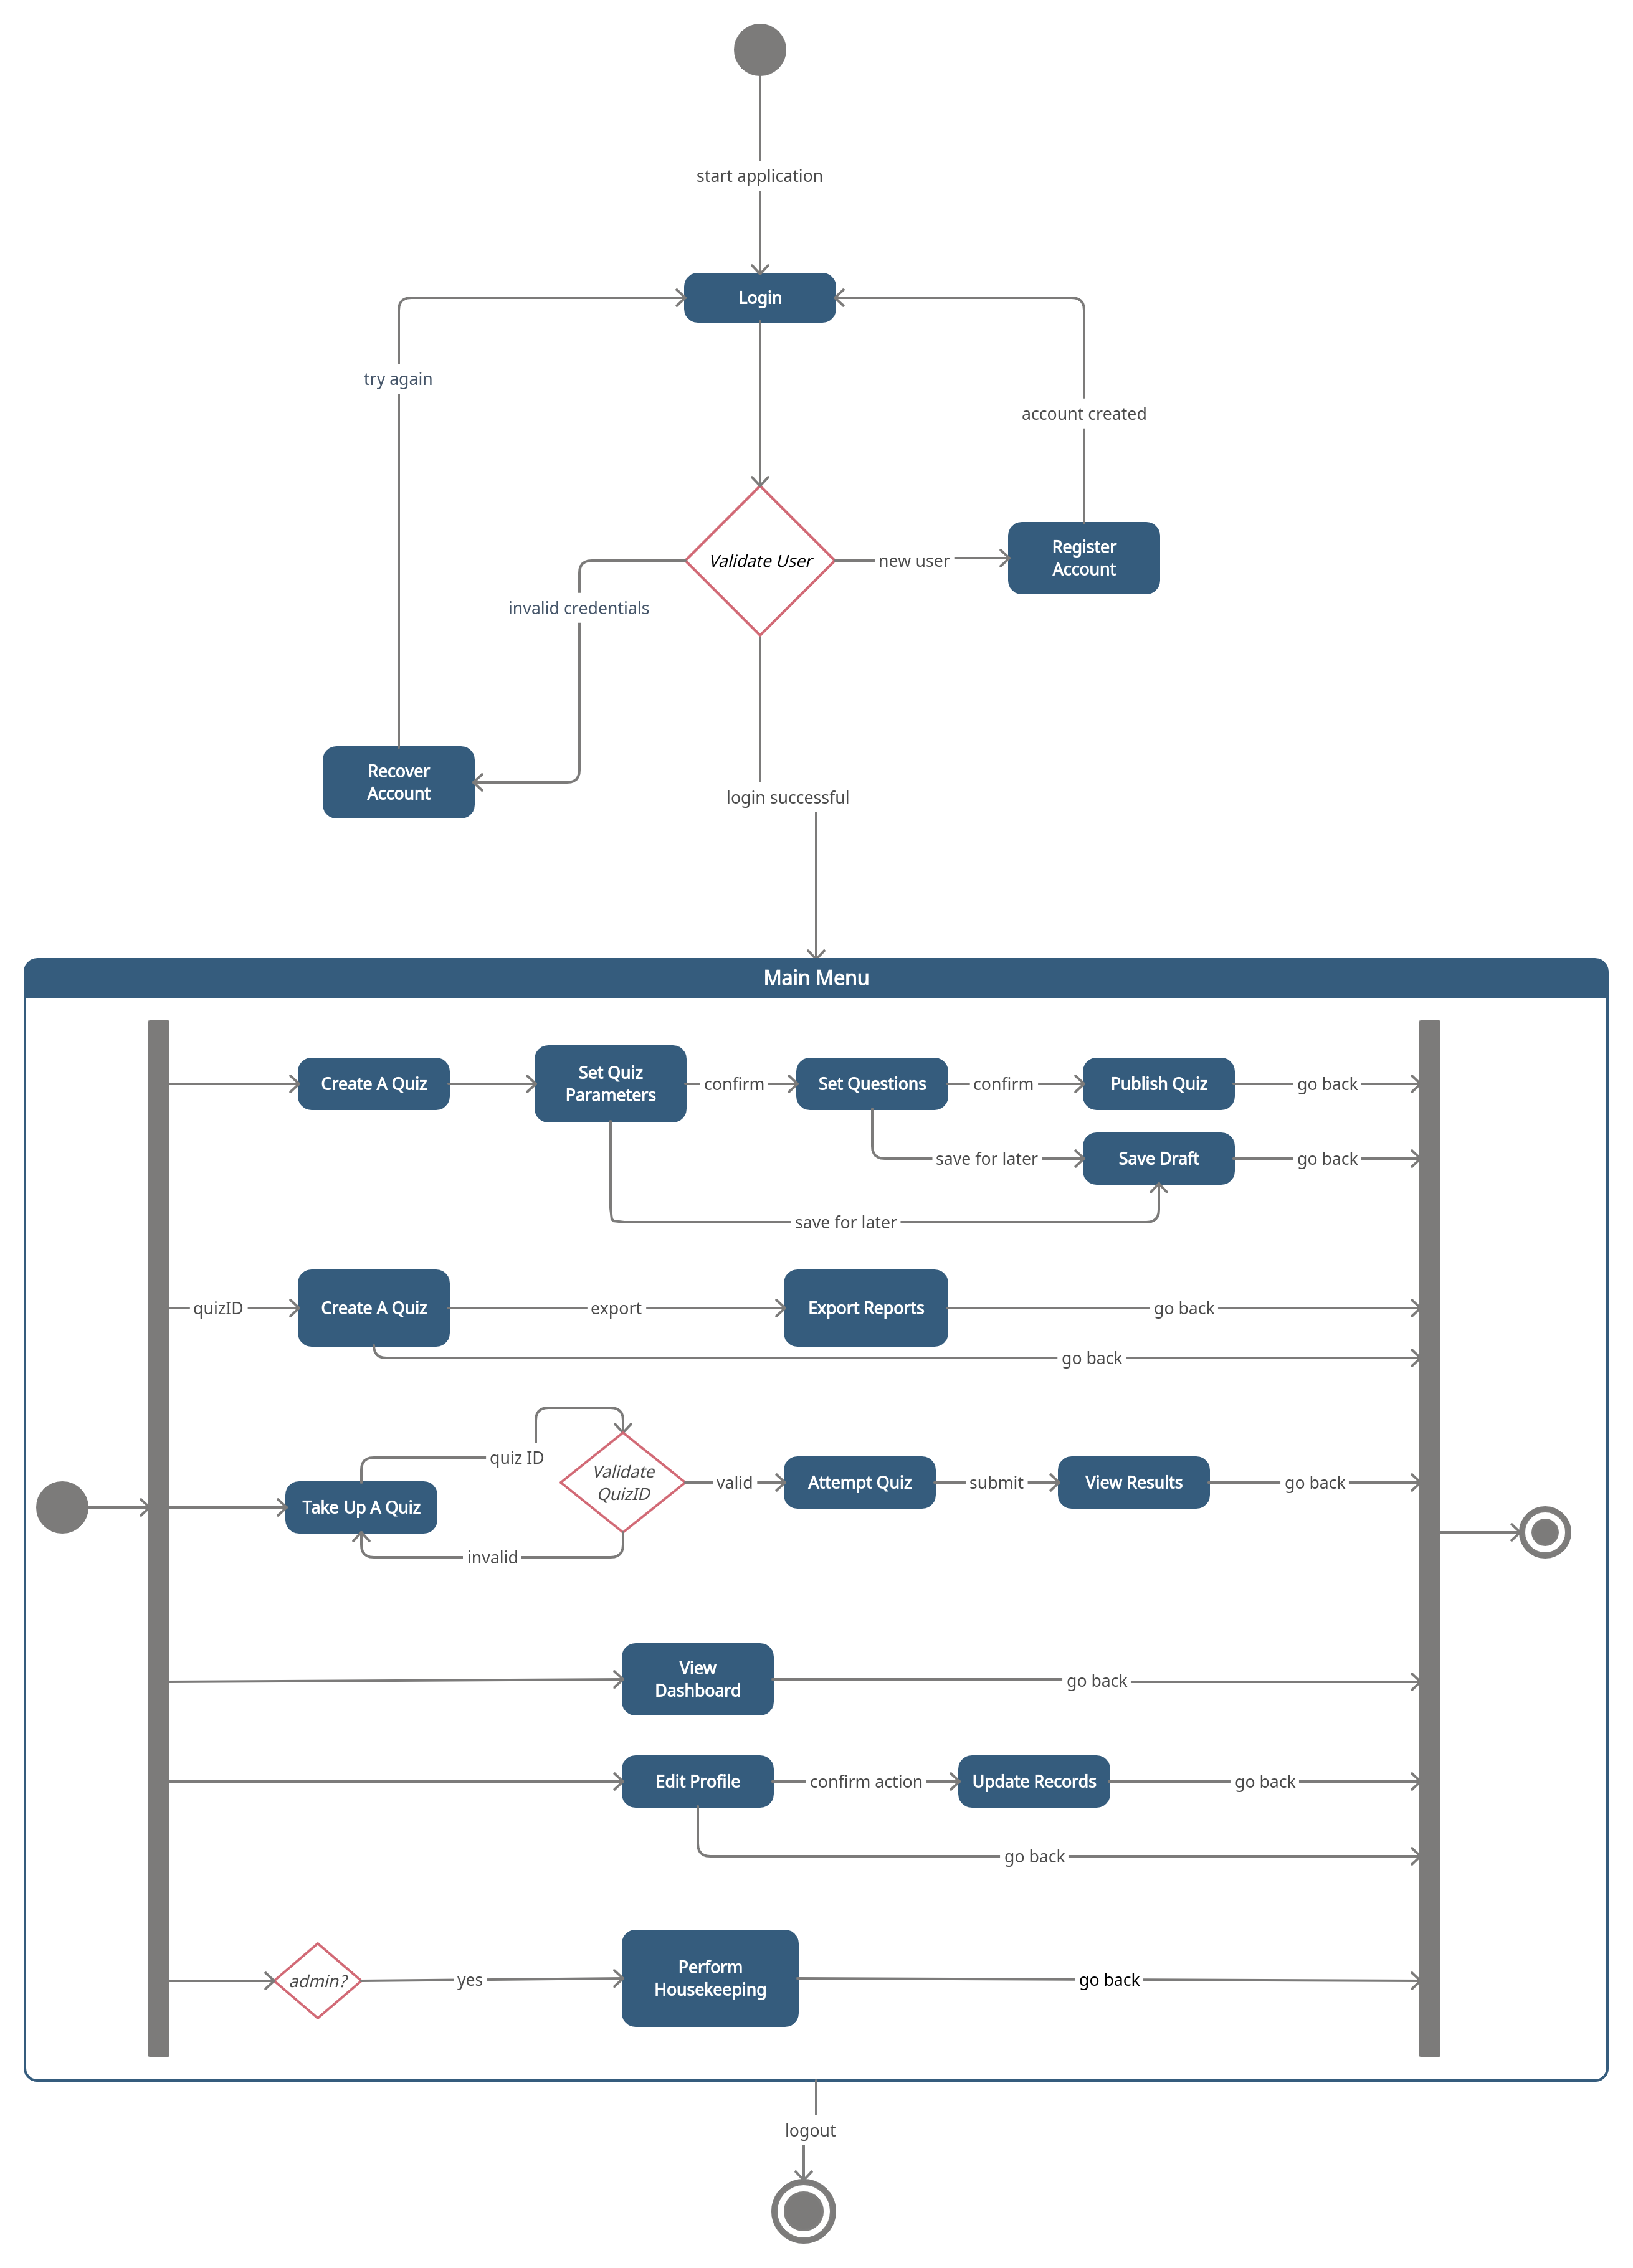 start application
Login
try again
account created
Validate User
new user
Register
Account
invalid credentials
Recover
Account
login successful
Main Menu
Create A Quiz
Set Quiz
Parameters
confirm
Set Questions
confirm
Publish Quiz
go back
save for later
Save Draft
go back
save for later
quizID
Create A Quiz
export
Export Reports
go back
go back
quiz ID
Validate
QuizID
valid
Attempt Quiz
submit
View Results
go back
Take Up A Quiz
invalid
View
Dashboard
go back
Edit Profile
confirm action
Update Records
go back
go back
admin?
yes
Perform
Housekeeping
go back
logout